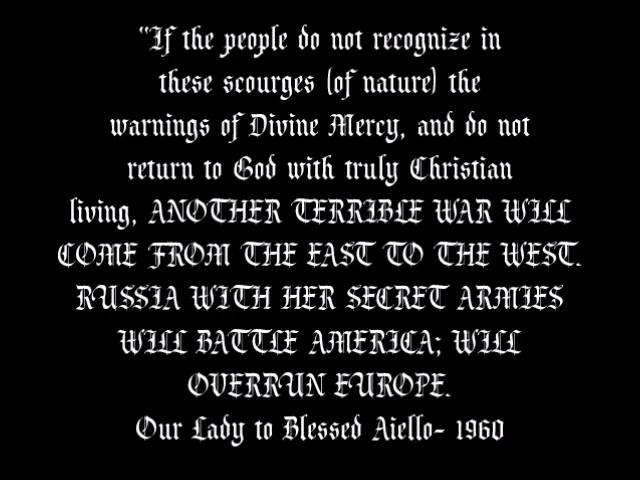 "If the people do not recognize in
these scourges (of nature) the
warnings of Divine Mercy, and do not
return to God with truly Christian
living, ANOTHER TERRIBLE WAR WILL
COME FROM THE EAST TO THE WEST.
RUSSIA WITH HER SECRET ARMIES
WILL BATTLE AMERICA; WILL
OVERRUN EUROPE.
Our Lady to Blessed Aiello- 1960